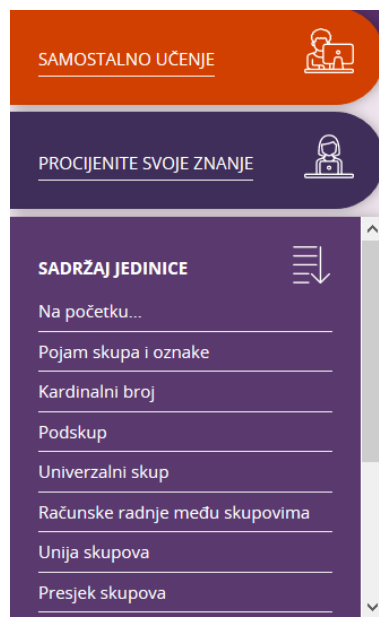 SAMOSTALNO UČENJE
PROCIJENITE SVOJE ZNANJE
SADRŽAJ JEDINICE
Na početku...
Pojam skupa i oznake
Kardinalni broj
Podskup
Univerzalni skup
Računske radnje među skupovima
Unija skupova
Presjek skupova